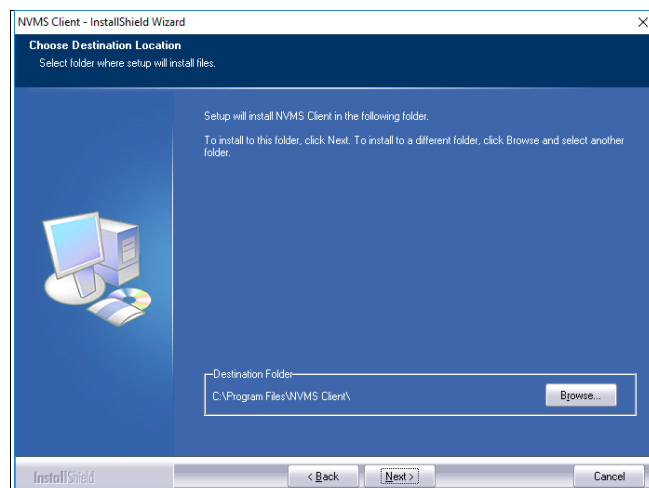 NVMS Client - InstallShield Wizard
Choose Destination Location
Select folder where setup will install files.
Setup will install NVMS Client in the following folder.
To install to this folder, click Next. To install to a different folder, click Browse and select another
folder.
Destination Folder
C:\Program Files\NVMS Client\
Browse...
InstallShield
< Back
Next >
Cancel